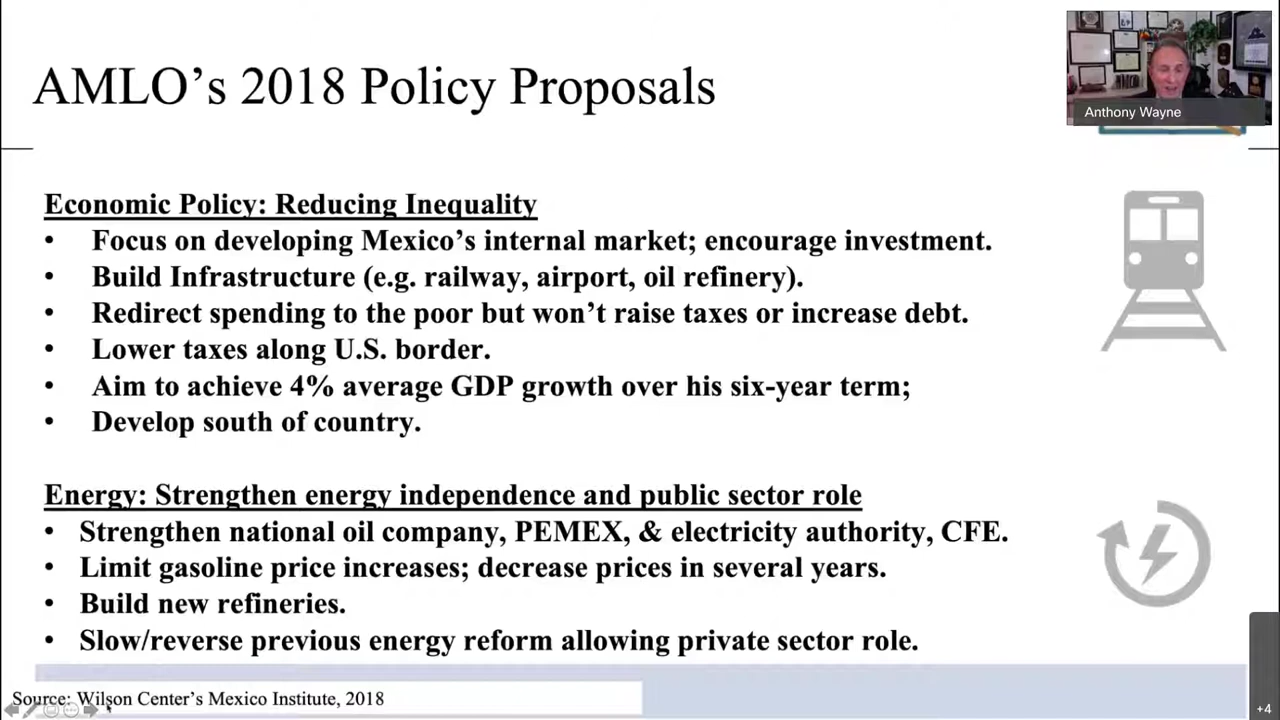 AMLO’s 2018 Policy Proposals
Anthony Wayne
Economic Policy: Reducing Inequality
• Focus on developing Mexico’s internal market; encourage investment.
• Build Infrastructure (e.g. railway, airport, oil refinery).
• Redirect spending to the poor but won’t raise taxes or increase debt.
• Lower taxes along U.S. border.
• Aim to achieve 4% average GDP growth over his six-year term;
• Develop south of country.
Energy: Strengthen energy independence and public sector role
• Strengthen national oil company, PEMEX, & electricity authority, CFE.
• Limit gasoline price increases; decrease prices in several years.
• Build new refineries.
• Slow/reverse previous energy reform allowing private sector role.
Source: Wilson Center’s Mexico Institute, 2018
+4